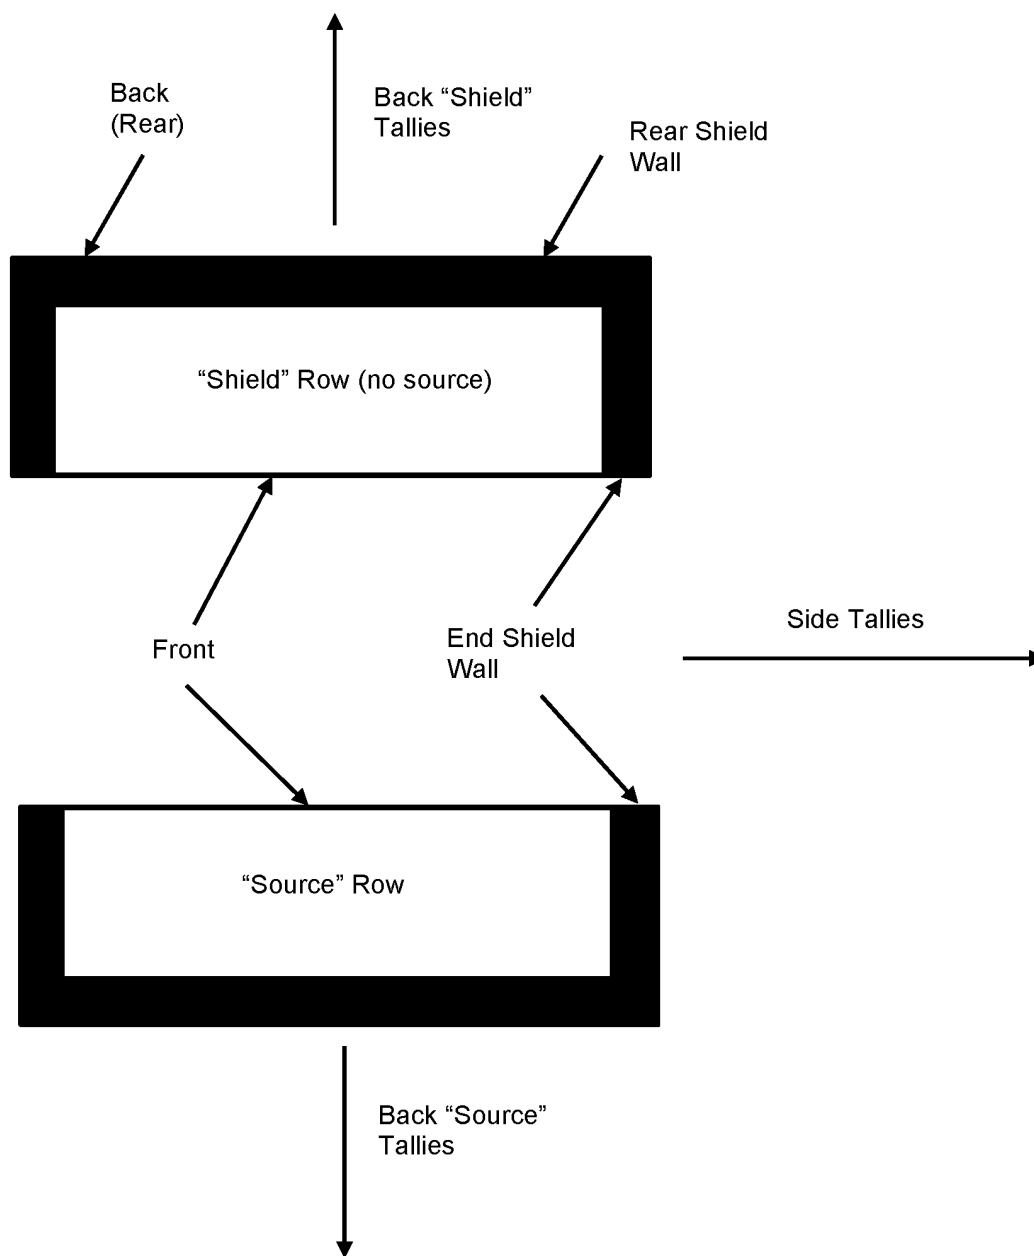 Back
(Rear)
Back “Shield”
Tallies
Rear Shield
Wall
“Shield” Row (no source)
Front
End Shield
Wall
Side Tallies
“Source” Row
Back “Source”
Tallies